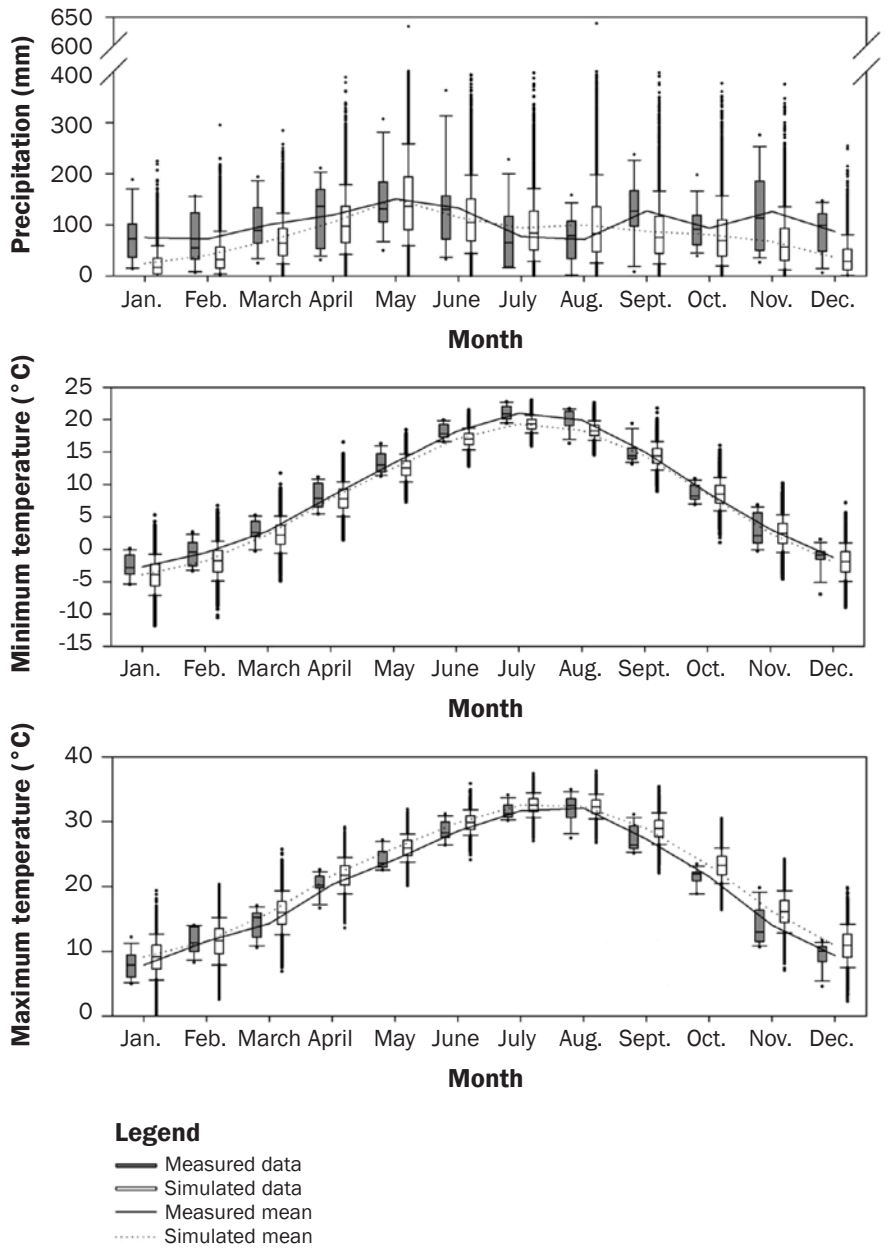 Precipitation (mm)
650
600
400
300
200
100
0
Jan. Feb. March April May June July Aug. Sept. Oct. Nov. Dec.
Month
Minimum temperature (°C)
25
20
15
10
5
0
-5
-10
-15
Jan. Feb. March April May June July Aug. Sept. Oct. Nov. Dec.
Month
Maximum temperature (°C)
40
30
20
10
0
Jan. Feb. March April May June July Aug. Sept. Oct. Nov. Dec.
Month
Legend
Measured data
Simulated data
Measured mean
Simulated mean